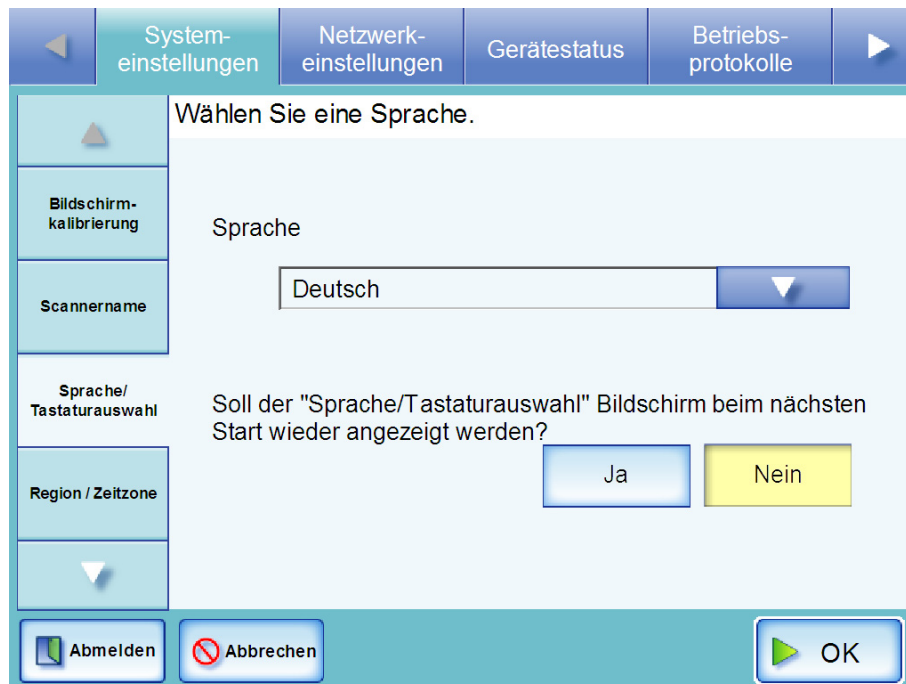 System-
einstellungen
Netzwerk-
einstellungen
Gerätestatus
Betriebs-
protokolle
Wählen Sie eine Sprache.
Bildschirm-
kalibrierung
Scannername
Sprache/
Tastaturauswahl
Region / Zeitzone
Sprache
Deutsch
Soll der "Sprache/Tastaturauswahl" Bildschirm beim nächsten
Start wieder angezeigt werden?
Ja
Nein
Abmelden
Abbrechen
OK